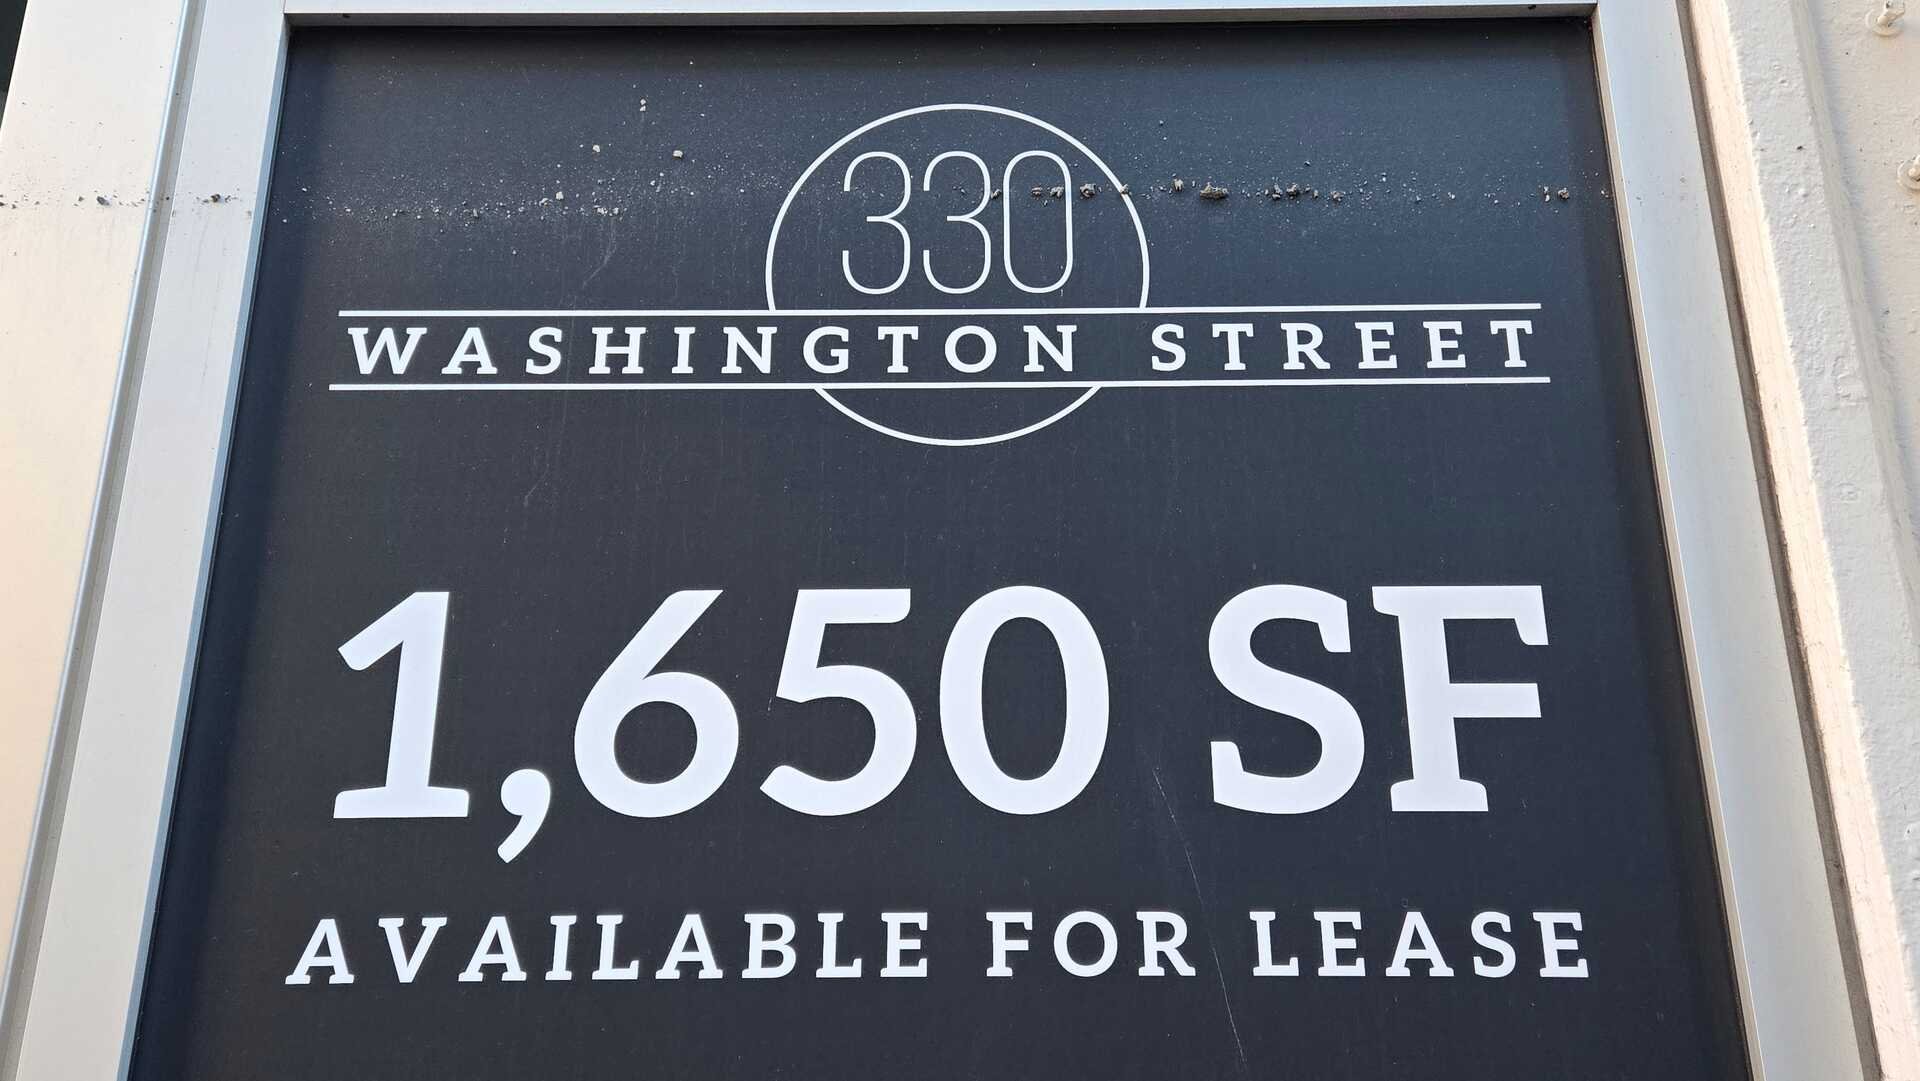 330
WASHINGTON STREET
1,650 SF
AVAILABLE FOR LEASE